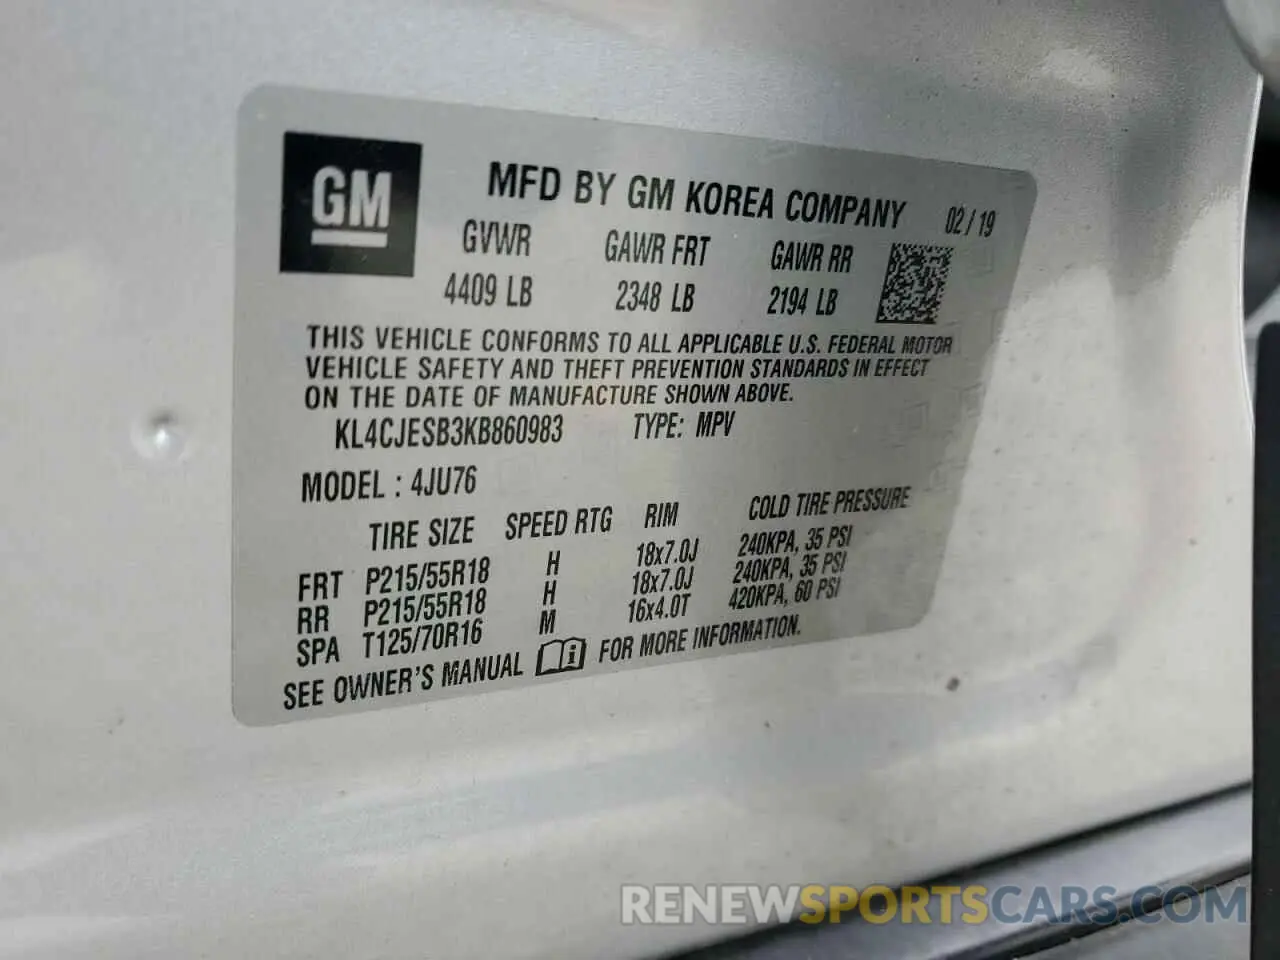 GM
MFD BY GM KOREA COMPANY 02/19
GVWR GAWR FRT GAWR RR
4409 LB 2348 LB 2194 LB
THIS VEHICLE CONFORMS TO ALL APPLICABLE U.S. FEDERAL MOTOR
VEHICLE SAFETY AND THEFT PREVENTION STANDARDS IN EFFECT
ON THE DATE OF MANUFACTURE SHOWN ABOVE.
KL4CJESB3KB860983 TYPE: MPV
MODEL : 4JU76
TIRE SIZE SPEED RTG RIM COLD TIRE PRESSURE
FRT P215/55R18 H 18x7.0J 240KPA, 35 PSI
RR P215/55R18 H 18x7.0J 240KPA, 35 PSI
SPA T125/70R16 M 16x4.0T 420KPA, 60 PSI
SEE OWNER'S MANUAL i FOR MORE INFORMATION.
RENEWSPORTSCARS.COM